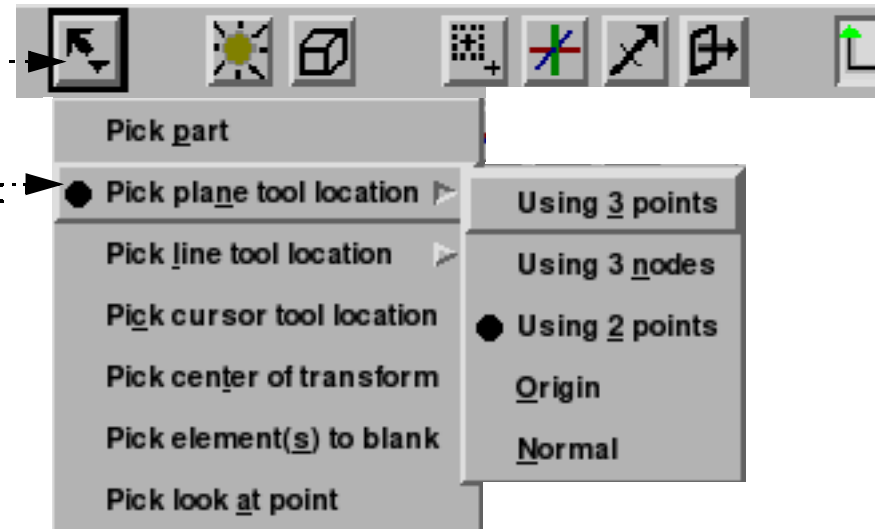 Pick part
Pick plane tool location
Pick line tool location
Pick cursor tool location
Pick center of transform
Pick element(s) to blank
Pick look at point
Using 3 points
Using 3 nodes
Using 2 points
Origin
Normal